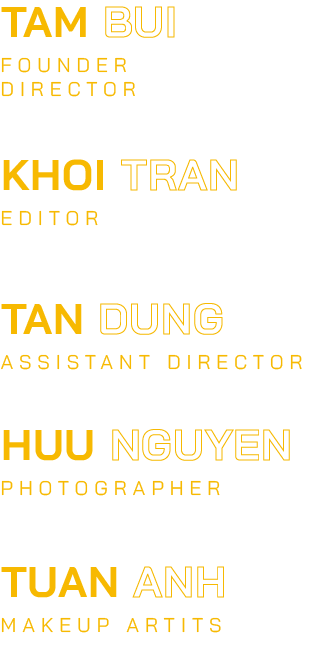 TAM BUI
FOUNDER
DIRECTOR
KHOI TRAN
EDITOR
TAN DUNG
ASSISTANT DIRECTOR
HUU NGUYEN
PHOTOGRAPHER
TUAN ANH
MAKEUP ARTITS